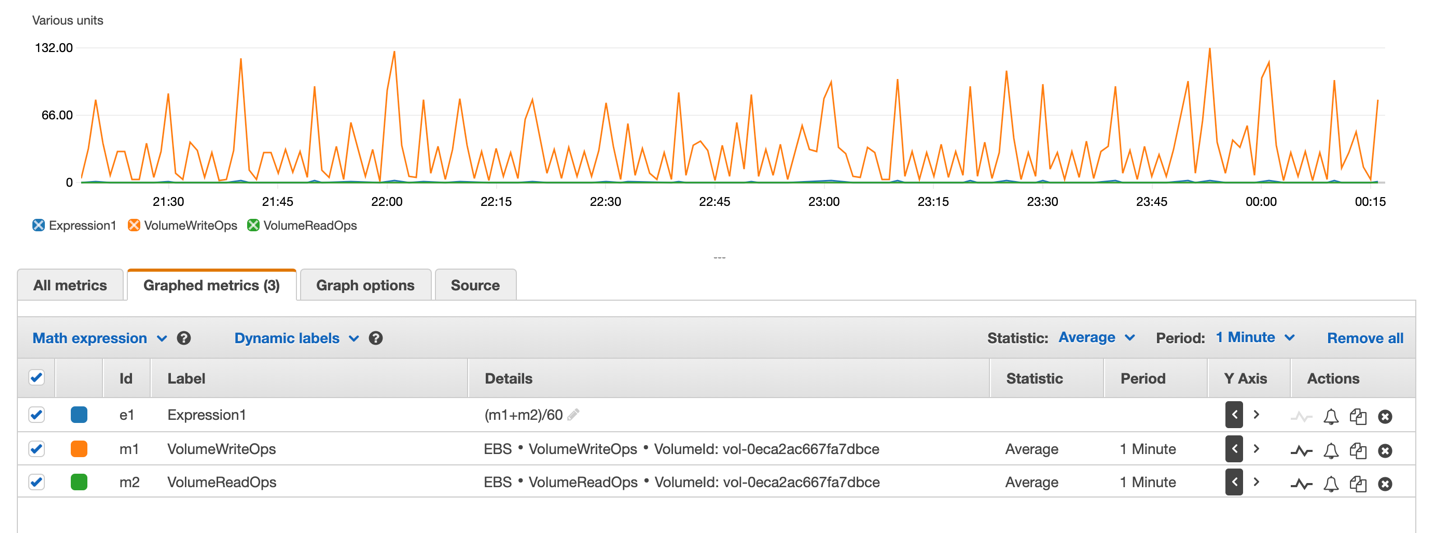 Various units
132.00
66.00
0
21:30 21:45 22:00 22:15 22:30 22:45 23:00 23:15 23:30 23:45 00:00 00:15
Expression1 VolumeWriteOps VolumeReadOps
All metrics Graphed metrics (3) Graph options Source
Math expression ? Dynamic labels ? Statistic: Average Period: 1 Minute Remove all
Id Label Details Statistic Period Y Axis Actions
e1 Expression1 (m1+m2)/60 < >
m1 VolumeWriteOps EBS • VolumeWriteOps • VolumeId: vol-0eca2ac667fa7dbce Average 1 Minute < >
m2 VolumeReadOps EBS • VolumeReadOps • VolumeId: vol-0eca2ac667fa7dbce Average 1 Minute < >